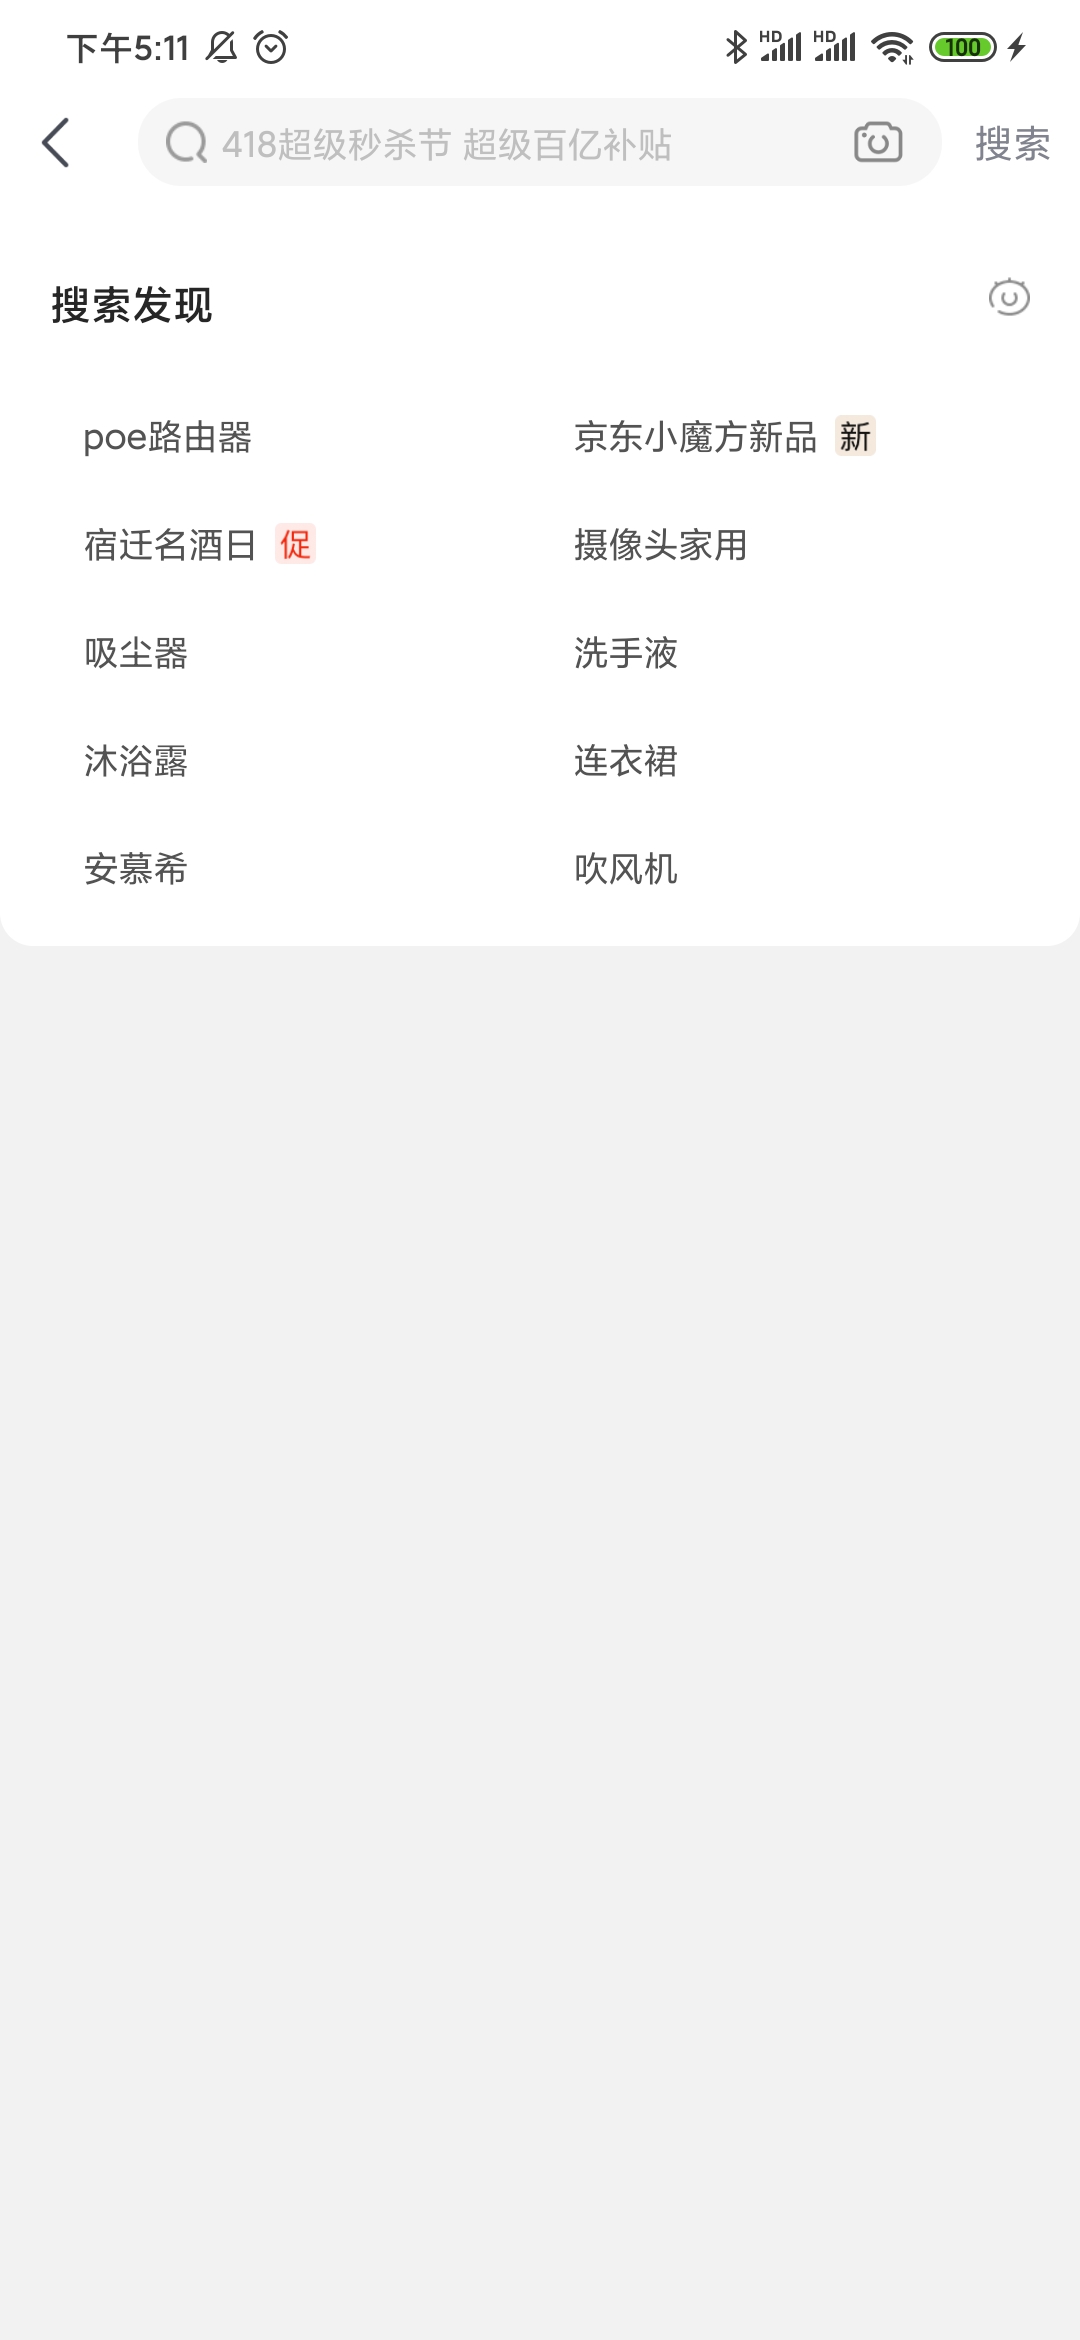 下午5:11 HD HD 100
418超级秒杀节 超级百亿补贴 搜索
搜索发现
poe路由器 京东小魔方新品 新
宿迁名酒日 促 摄像头家用
吸尘器 洗手液
沐浴露 连衣裙
安慕希 吹风机